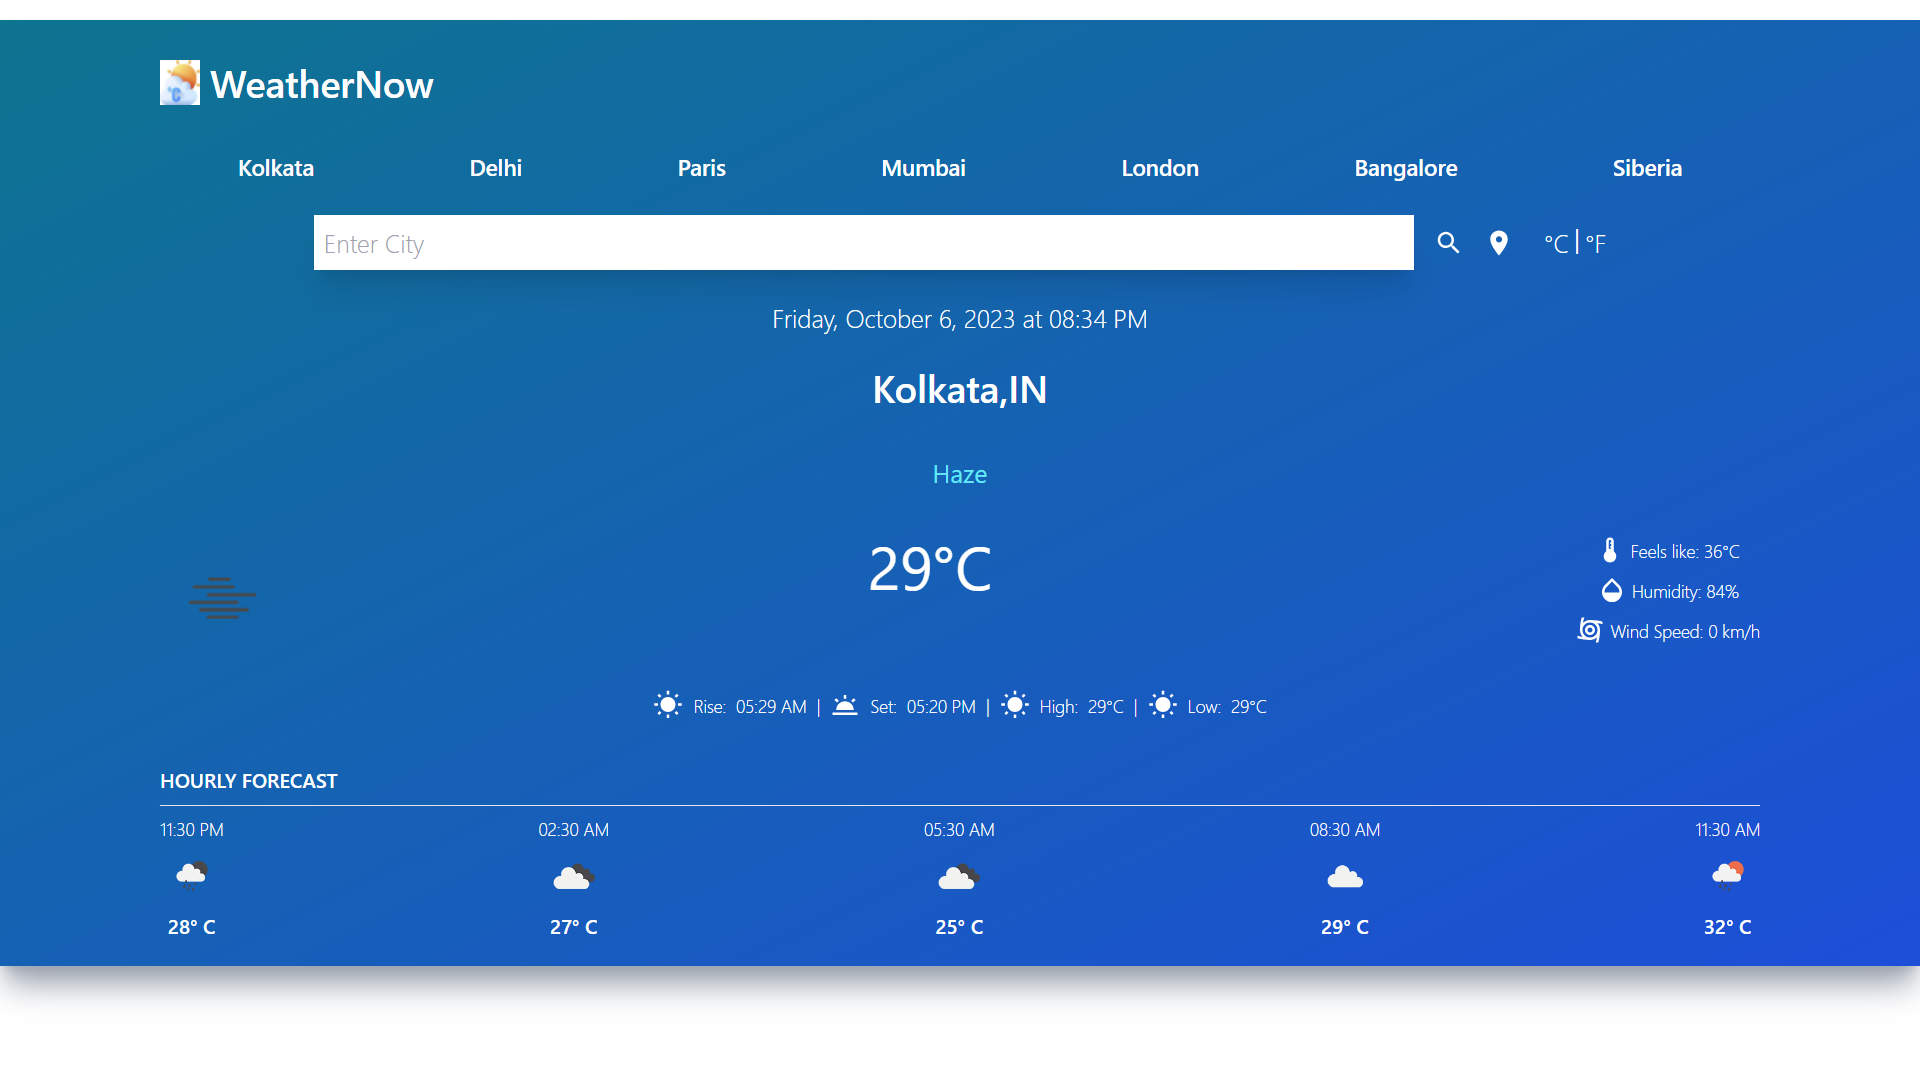 WeatherNow
Kolkata Delhi Paris Mumbai London Bangalore Siberia
Enter City °C | °F
Friday, October 6, 2023 at 08:34 PM
Kolkata,IN
Haze
29°C
Feels like: 36°C
Humidity: 84%
Wind Speed: 0 km/h
Rise: 05:29 AM | Set: 05:20 PM | High: 29°C | Low: 29°C
HOURLY FORECAST
11:30 PM 02:30 AM 05:30 AM 08:30 AM 11:30 AM
28° C 27° C 25° C 29° C 32° C